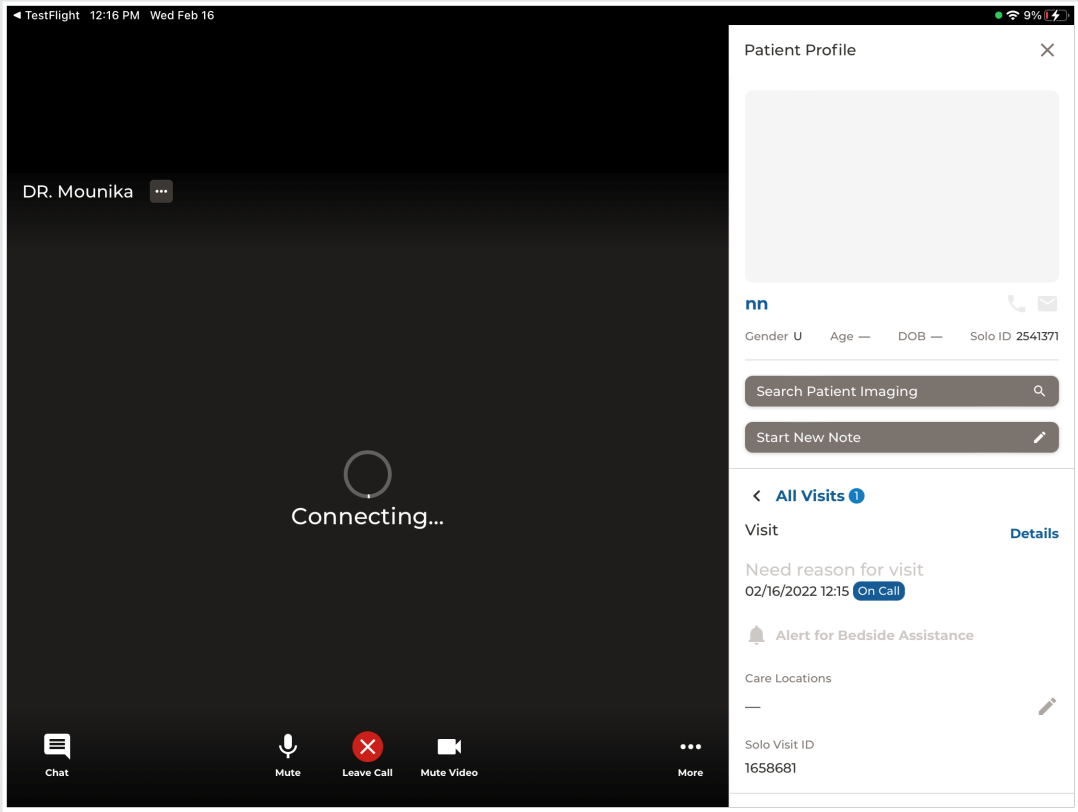 ◄ TestFlight 12:16 PM Wed Feb 16 9%
DR. Mounika ...
Connecting...
Chat
Mute
Leave Call
Mute Video
More
Patient Profile
nn
Gender U Age — DOB — Solo ID 2541371
Search Patient Imaging
Start New Note
All Visits 1
Visit
Details
Need reason for visit
02/16/2022 12:15 On Call
Alert for Bedside Assistance
Care Locations
—
Solo Visit ID
1658681